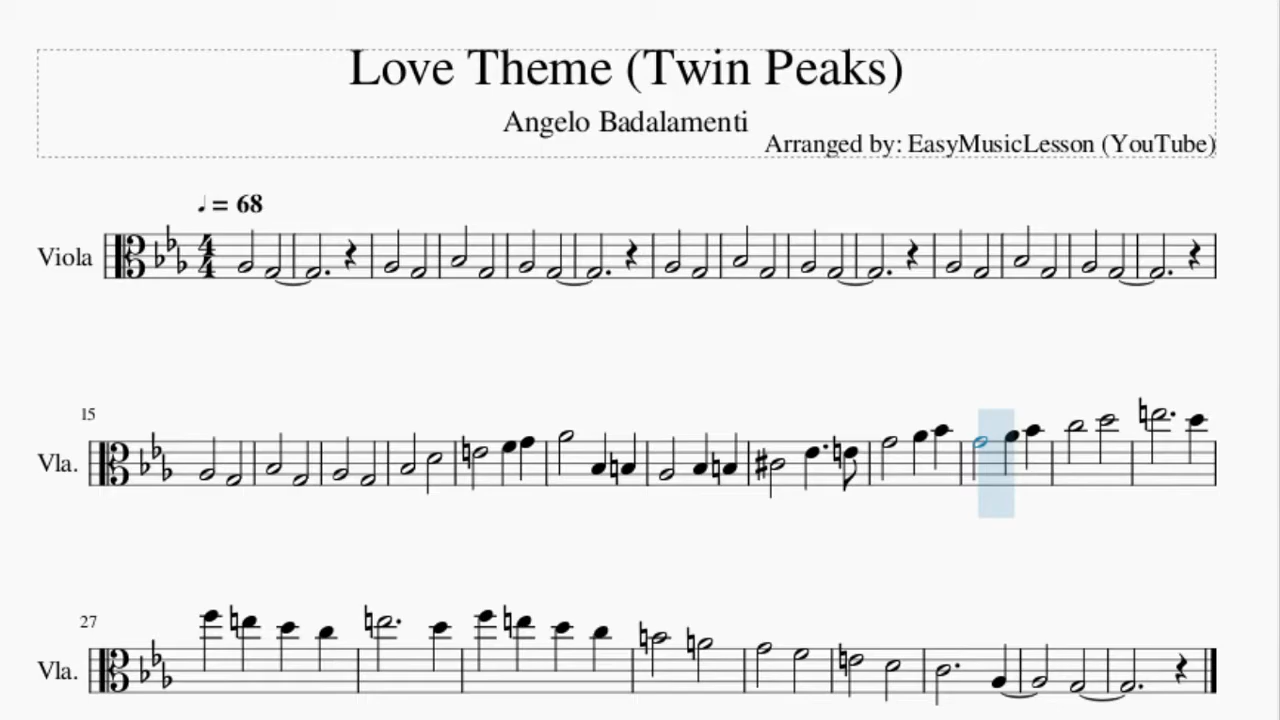 Love Theme (Twin Peaks)
Angelo Badalamenti
Arranged by: EasyMusicLesson (YouTube)
♩ = 68
Viola
4
4
15
Vla.
27
Vla.